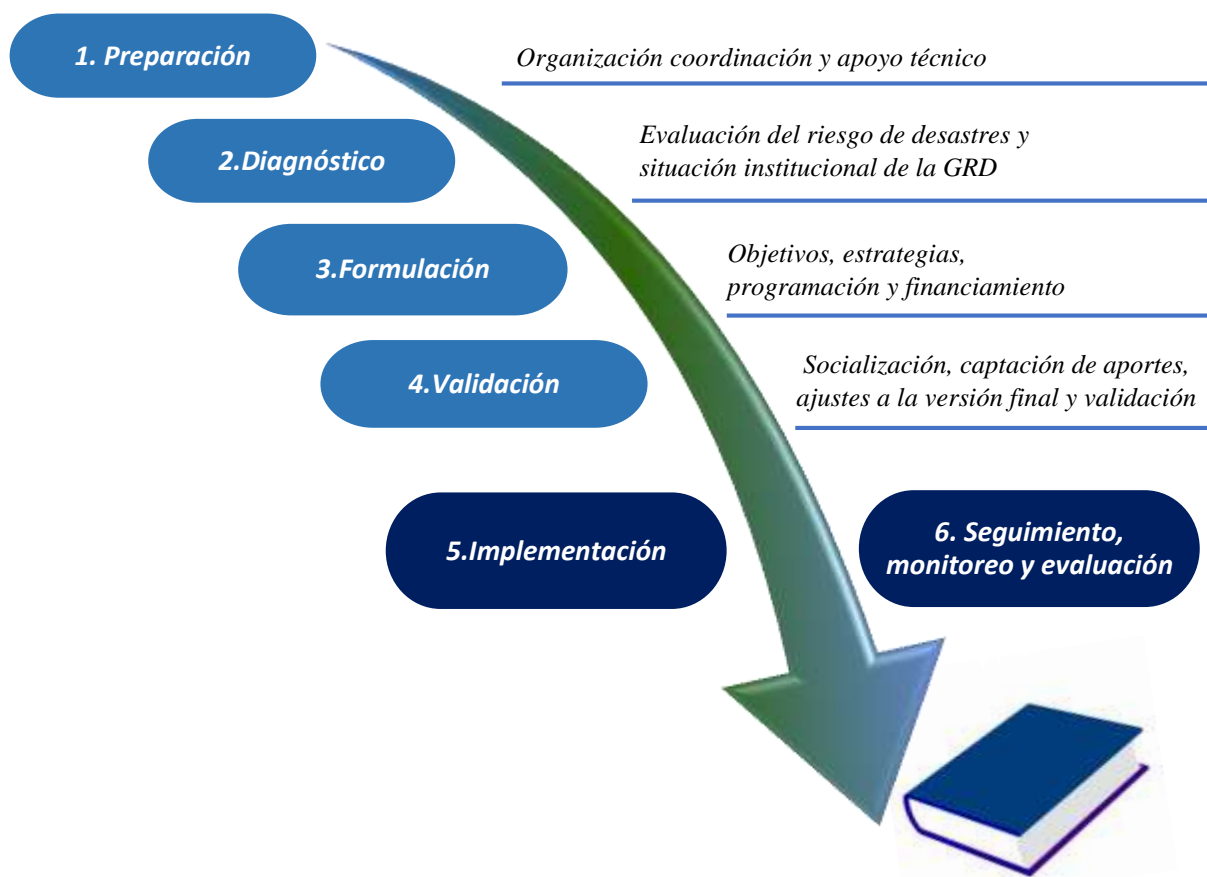 1. Preparación
Organización coordinación y apoyo técnico
2.Diagnóstico
Evaluación del riesgo de desastres y
situación institucional de la GRD
3.Formulación
Objetivos, estrategias,
programación y financiamiento
4.Validación
Socialización, captación de aportes,
ajustes a la versión final y validación
5.Implementación
6. Seguimiento,
monitoreo y evaluación